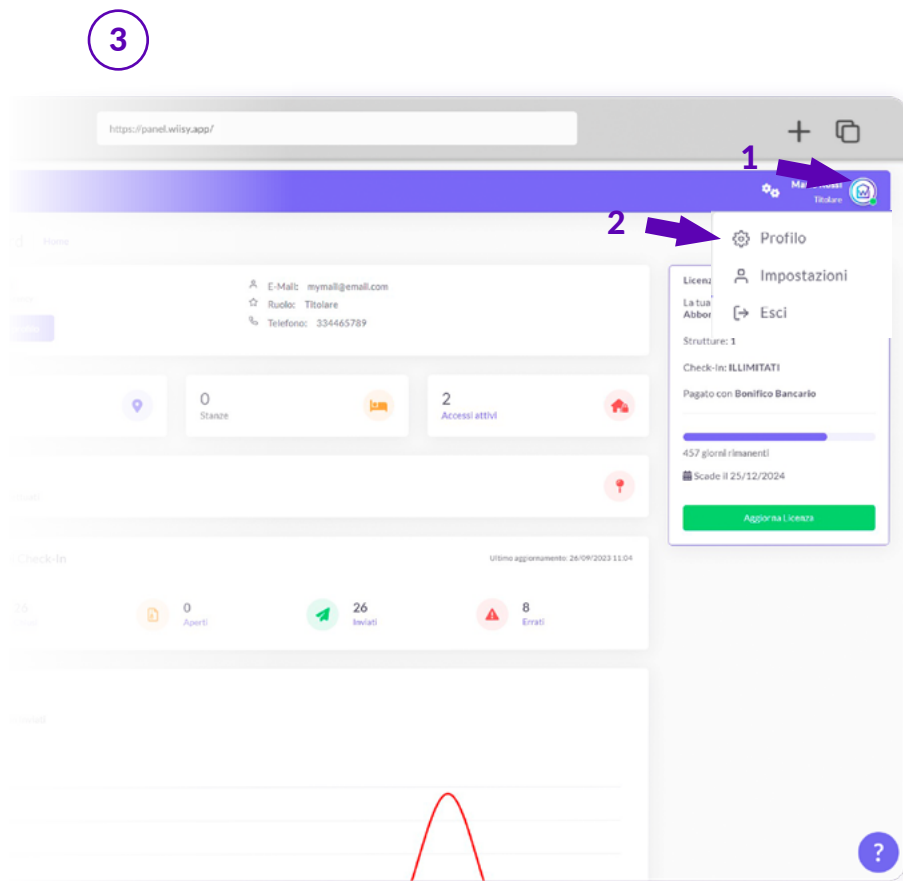 3
https://panel.wiisy.app/
1
Titolare
2
Profilo
Home
E-Mail: mymail@email.com
Impostazioni
Ruolo: Titolare
Telefono: 334465789
Esci
La tua
Strutture: 1
Check-In: ILLIMITATI
Pagato con Bonifico Bancario
0
Stanze
2
Accessi attivi
457 giorni rimanenti
Scade il 25/12/2024
Aggiorna Licenza
Check-In
Ultimo aggiornamento: 26/09/2023 11:04
26
0
Aperti
26
Inviati
8
Errati
?